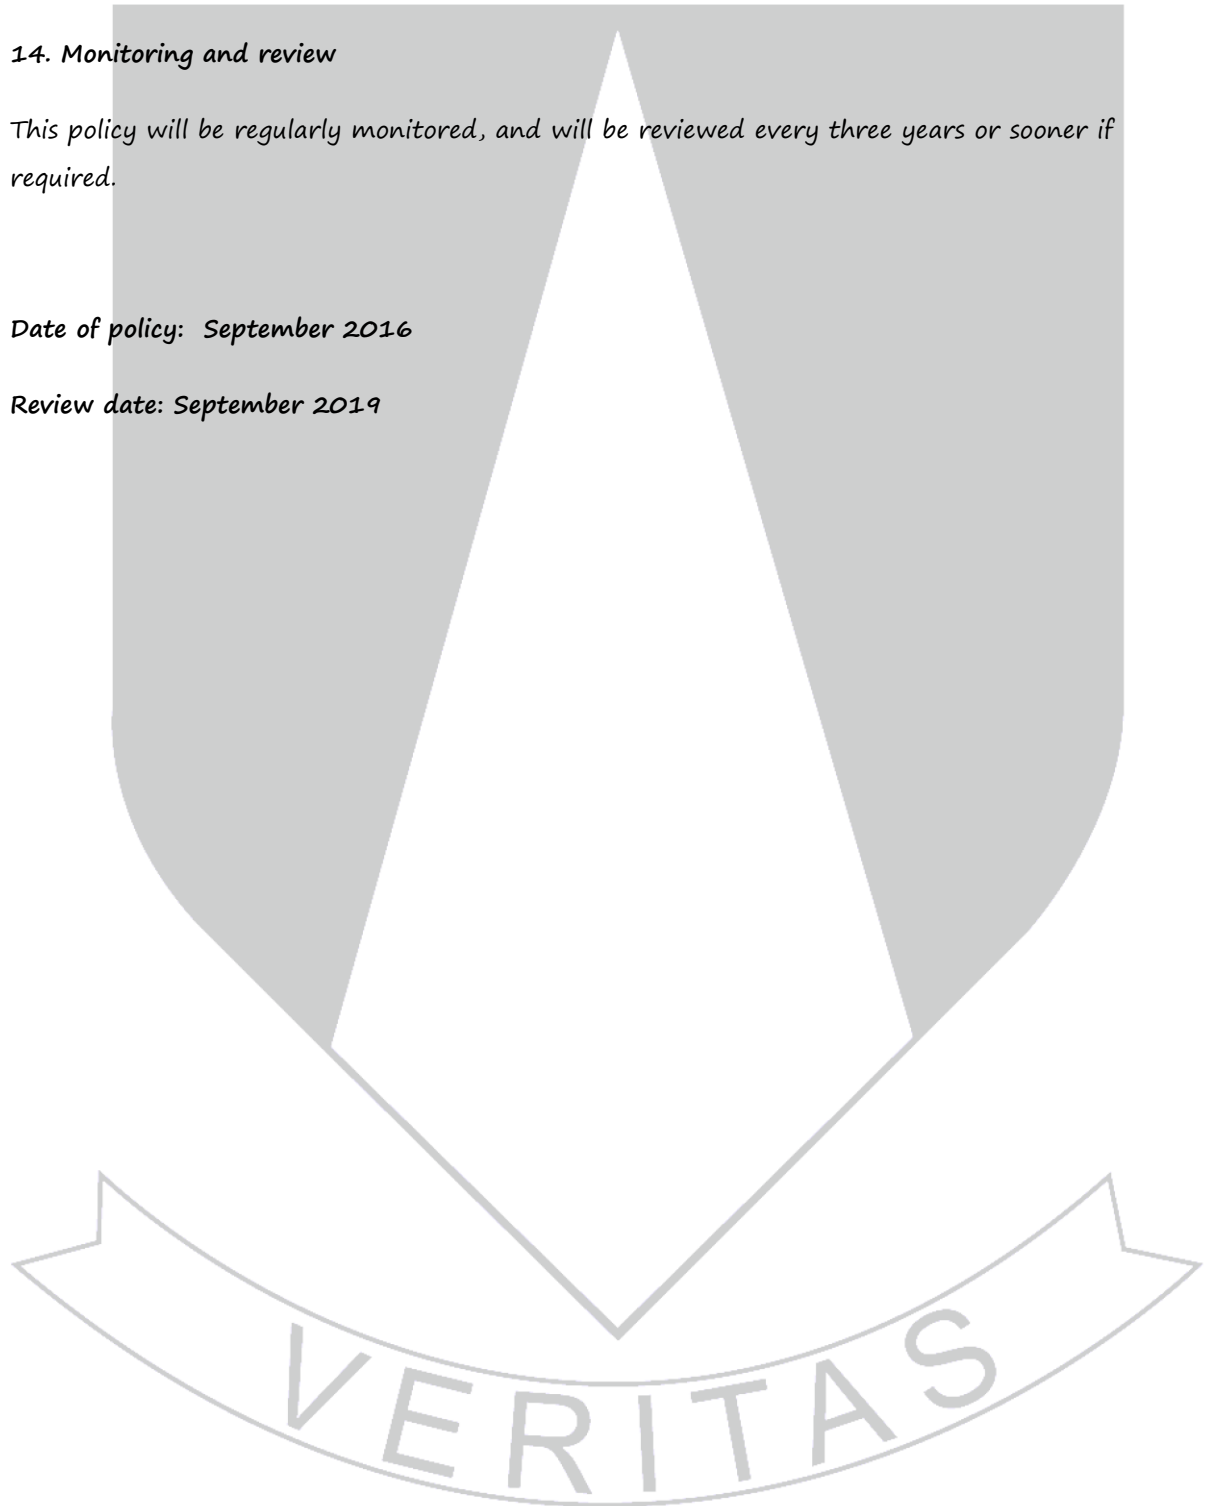 14. Monitoring and review
This policy will be regularly monitored, and will be reviewed every three years or sooner if
required.
Date of policy:  September 2016
Review date: September 2019
VERITAS